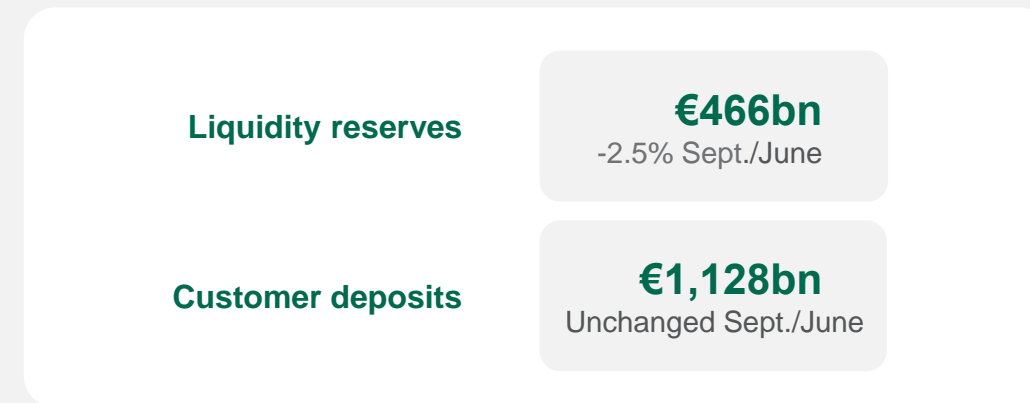 Liquidity reserves
€466bn
-2.5% Sept./June
Customer deposits
€1,128bn
Unchanged Sept./June